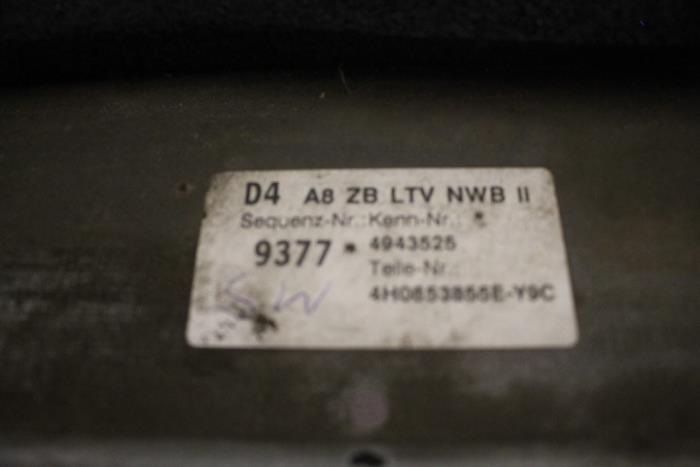 D4 A8 ZB LTV NWB II
Sequenz-Nr.: Kenn-Nr.: *
9377 * 4943525
Teile-Nr.:
4H0853855E-Y9C
SW